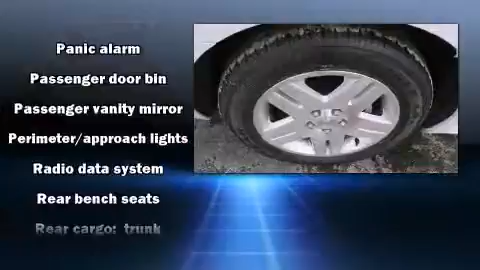 Panic alarm
Passenger door bin
Passenger vanity mirror
Perimeter/approach lights
Radio data system
Rear bench seats
Rear cargo: trunk